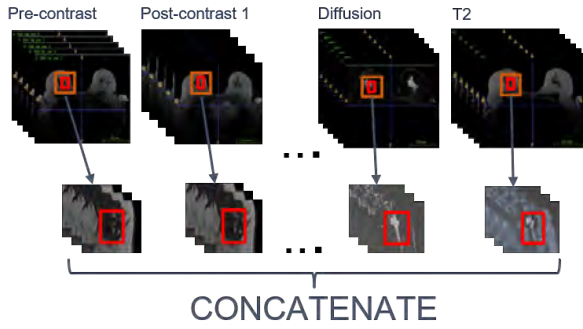 Pre-contrast
Post-contrast 1
Diffusion
T2
...
...
CONCATENATE